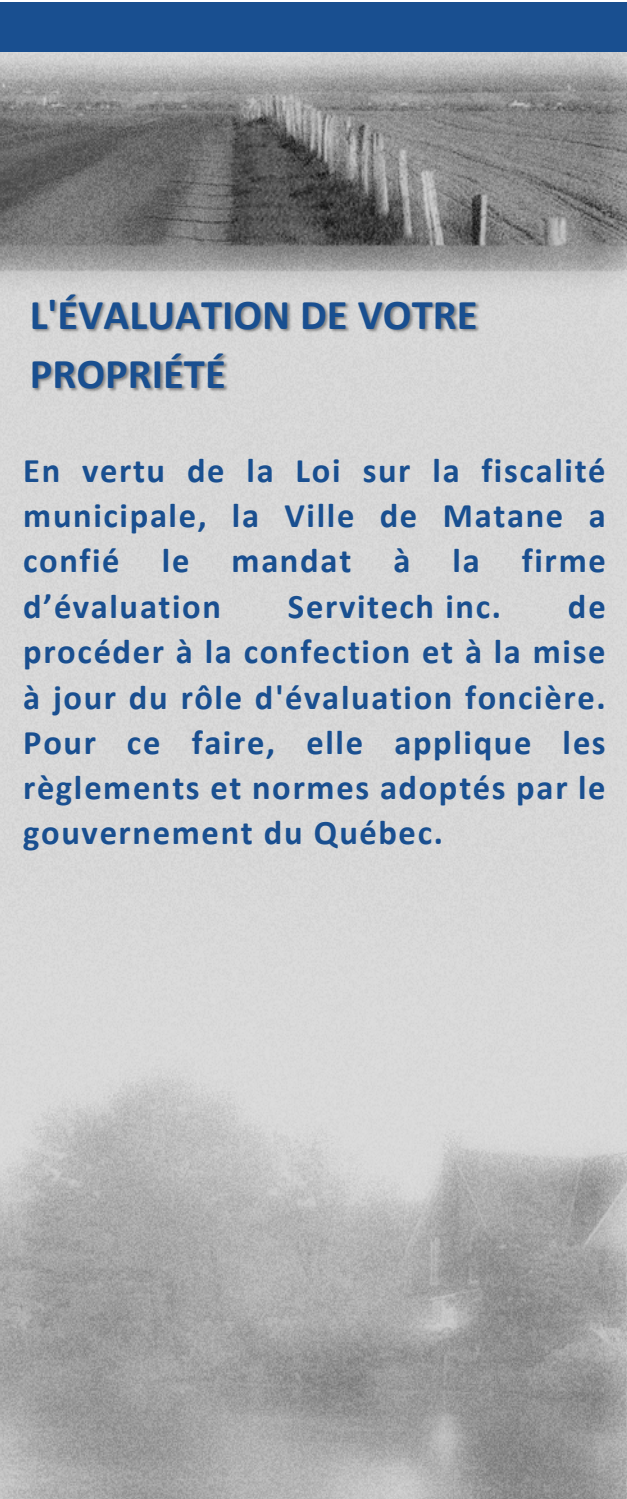 L'ÉVALUATION DE VOTRE
PROPRIÉTÉ
En vertu de la Loi sur la fiscalité
municipale, la Ville de Matane a
confié le mandat à la firme
d’évaluation Servitech inc. de
procéder à la confection et à la mise
à jour du rôle d'évaluation foncière.
Pour ce faire, elle applique les
règlements et normes adoptés par le
gouvernement du Québec.